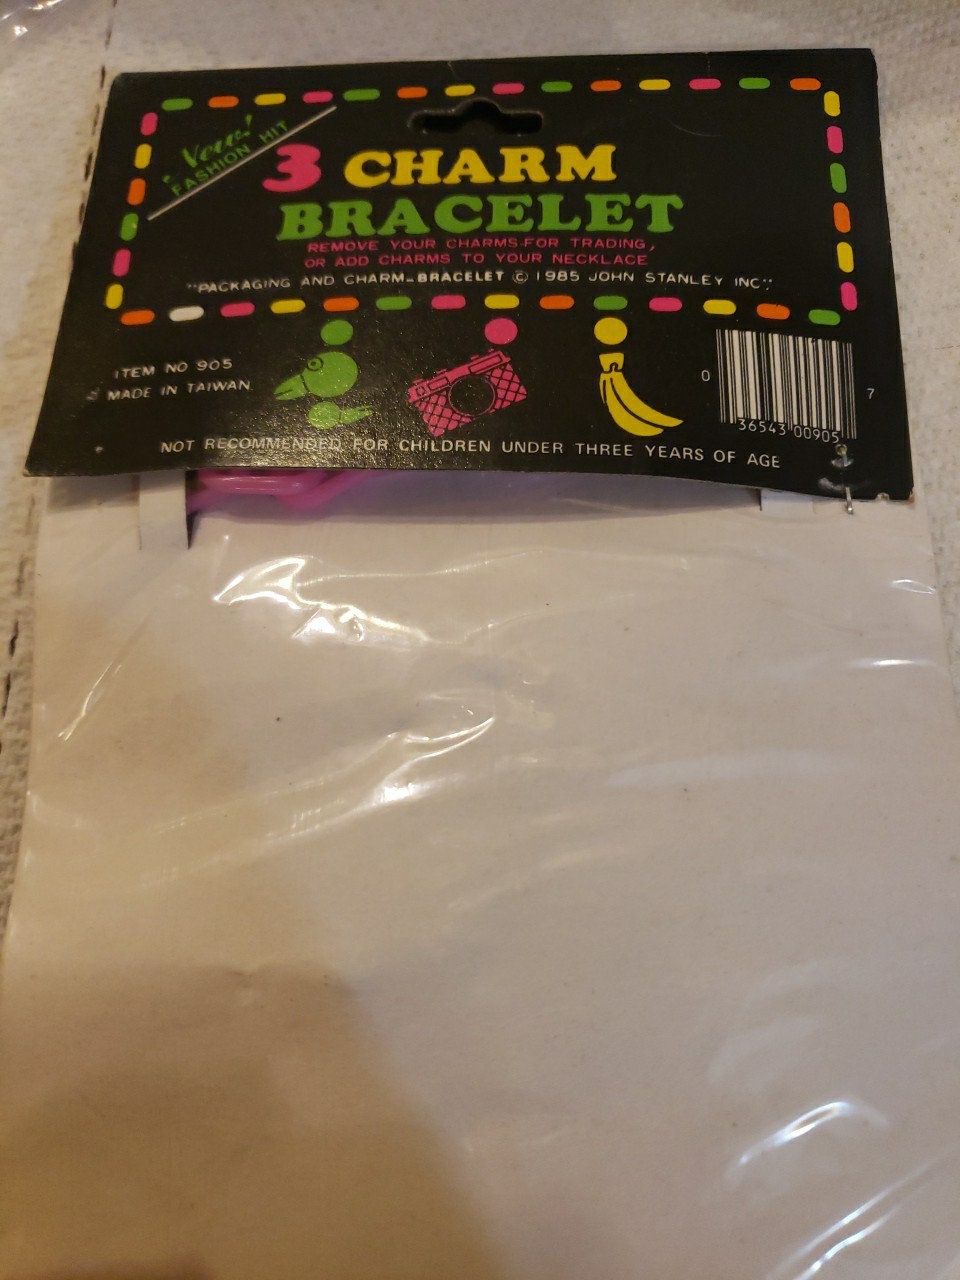 New!
FASHION HIT
3 CHARM
BRACELET
REMOVE YOUR CHARMS-FOR TRADING,
OR ADD CHARMS TO YOUR NECKLACE
"PACKAGING AND CHARM-BRACELET © 1985 JOHN STANLEY INC"
ITEM NO 905
MADE IN TAIWAN
0 36543 00905 7
NOT RECOMMENDED FOR CHILDREN UNDER THREE YEARS OF AGE